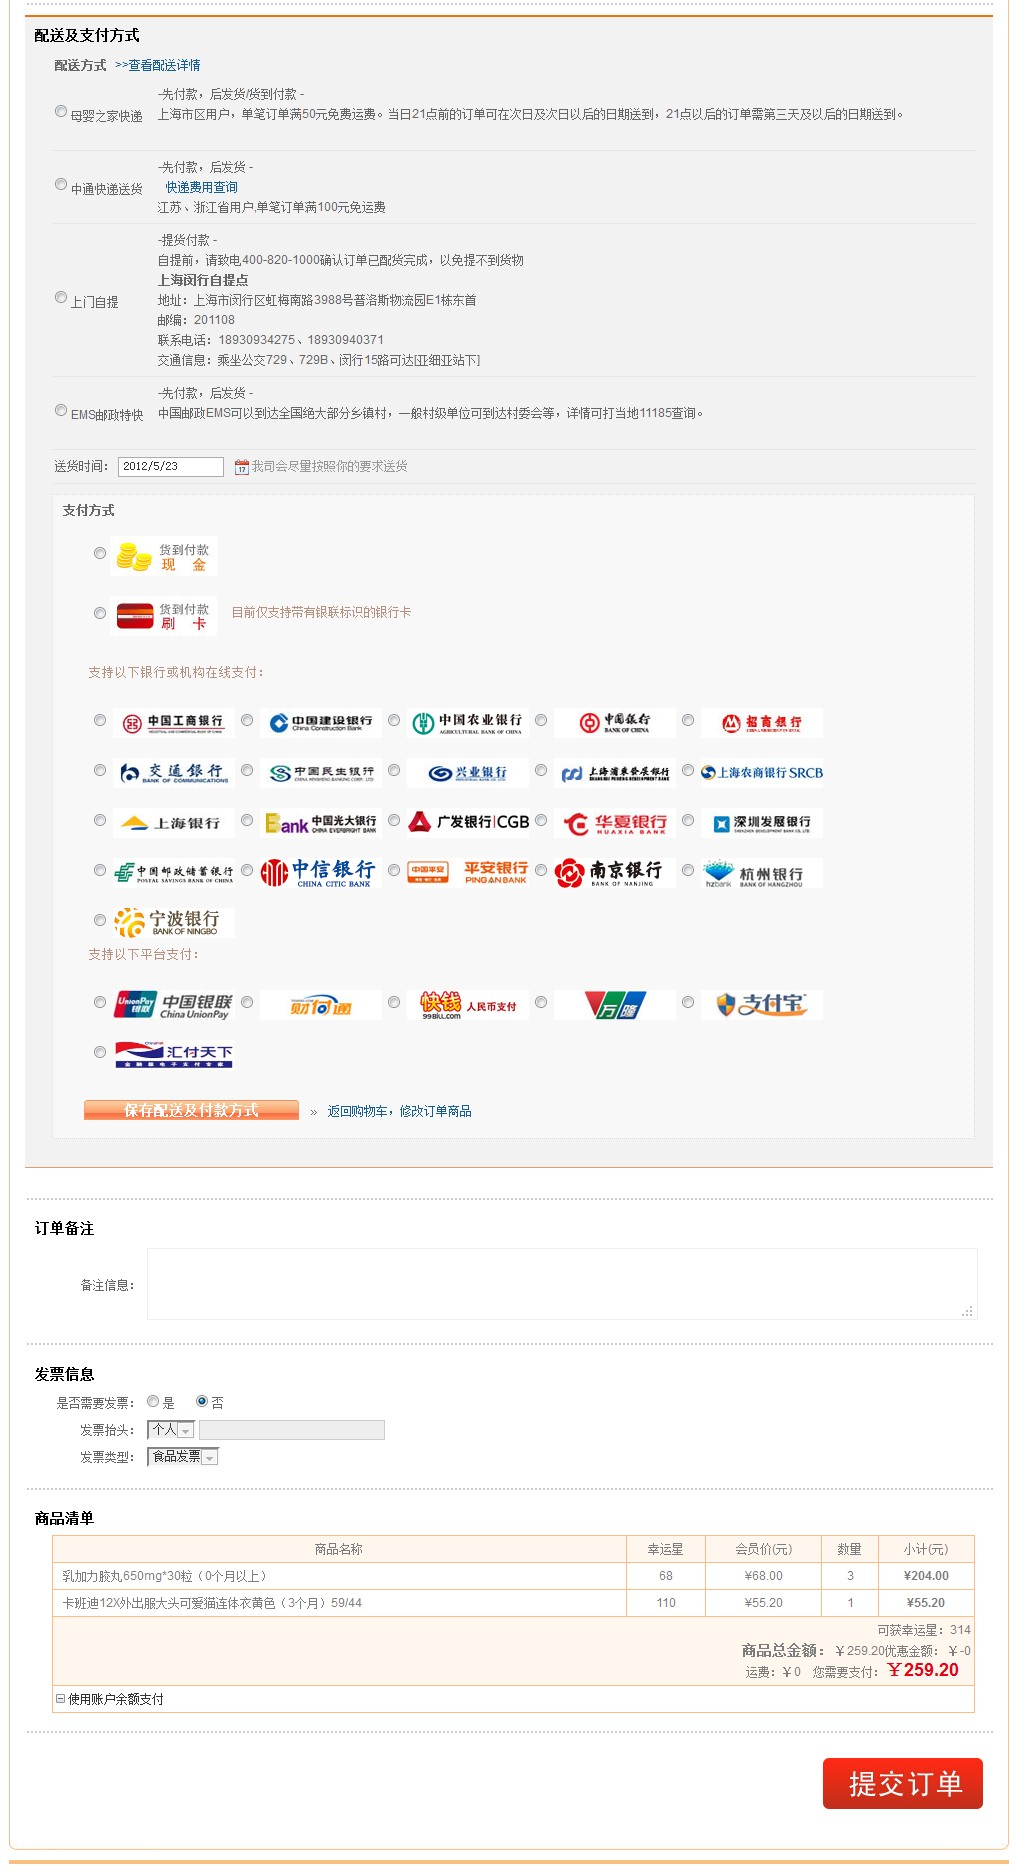 配送及支付方式
配送方式 >>查看配送详情
-先付款，后发货/货到付款 -
母婴之家快递 上海市区用户，单笔订单满50元免费运费。当日21点前的订单可在次日及次日以后的日期送到，21点以后的订单需第三天及以后的日期送到。
-先付款，后发货 -
中通快递送货 快递费用查询
江苏、浙江省用户,单笔订单满100元免运费
-提货付款 -
自提前，请致电400-820-1000确认订单已配货完成，以免提不到货物
上海闵行自提点
上门自提 地址：上海市闵行区虹梅南路3988号普洛斯物流园E1栋东首
邮编：201108
联系电话：18930934275、18930940371
交通信息：乘坐公交729、729B、闵行15路可达[亚细亚站下]
-先付款，后发货 -
EMS邮政特快 中国邮政EMS可以到达全国绝大部分乡镇村，一般村级单位可到达村委会等，详情可打当地11185查询。
送货时间： 2012/5/23 17 我司会尽量按照你的要求送货
支付方式
货到付款
现 金
货到付款
刷 卡 目前仅支持带有银联标识的银行卡
支持以下银行或机构在线支付：
中国工商银行 INDUSTRIAL AND COMMERCIAL BANK OF CHINA 中国建设银行 China Construction Bank 中国农业银行 AGRICULTURAL BANK OF CHINA 中国银行 BANK OF CHINA 招商银行 CHINA MERCHANTS BANK
交通银行 BANK OF COMMUNICATIONS 中国民生银行 CHINA MINSHENG BANKING CORP. LTD 兴业银行 上海浦东发展银行 SHANGHAI PUDONG DEVELOPMENT BANK 上海农商银行 SRCB
上海银行 Bank 中国光大银行 CHINA EVERBRIGHT BANK 广发银行|CGB 华夏银行 HUAXIA BANK 深圳发展银行 SHENZHEN DEVELOPMENT BANK CO., LTD.
中国邮政储蓄银行 POSTAL SAVINGS BANK OF CHINA 中信银行 CHINA CITIC BANK 中国平安 平安银行 PING AN BANK 南京银行 BANK OF NANJING hzbank 杭州银行 BANK OF HANGZHOU
宁波银行 BANK OF NINGBO
支持以下平台支付：
UnionPay 银联 中国银联 China UnionPay 财付通 快钱 99BILL.com 人民币支付 万隆 支付宝
汇付天下 金融级电子支付专家
保存配送及付款方式 » 返回购物车，修改订单商品
订单备注
备注信息：
发票信息
是否需要发票： 是 否
发票抬头： 个人
发票类型： 食品发票
商品清单
商品名称 幸运星 会员价(元) 数量 小计(元)
乳加力胶丸650mg*30粒（0个月以上） 68 ¥68.00 3 ¥204.00
卡班迪12X外出服大头可爱猫连体衣黄色（3个月）59/44 110 ¥55.20 1 ¥55.20
可获幸运星：314
商品总金额：￥259.20优惠金额：￥-0
运费：￥0 您需要支付：￥259.20
使用账户余额支付
提交订单